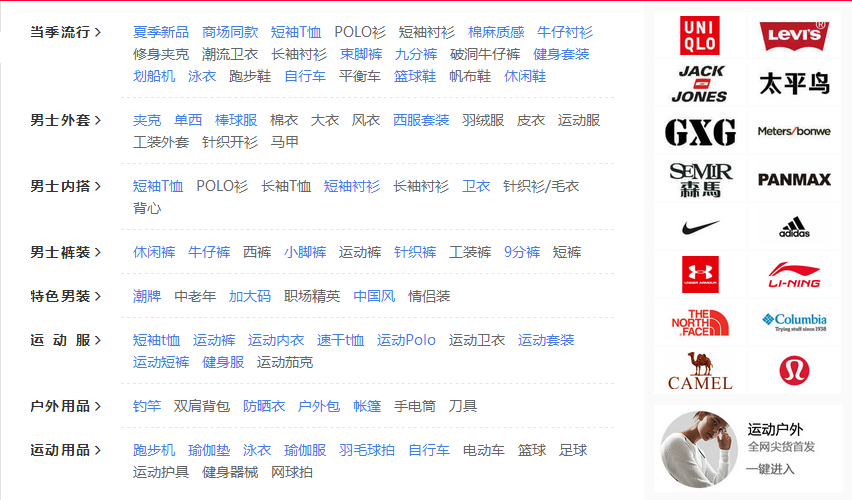 当季流行 > 夏季新品 商场同款 短袖T恤 POLO衫 短袖衬衫 棉麻质感 牛仔衬衫
修身夹克 潮流卫衣 长袖衬衫 束脚裤 九分裤 破洞牛仔裤 健身套装
划船机 泳衣 跑步鞋 自行车 平衡车 篮球鞋 帆布鞋 休闲鞋
男士外套 > 夹克 单西 棒球服 棉衣 大衣 风衣 西服套装 羽绒服 皮衣 运动服
工装外套 针织开衫 马甲
男士内搭 > 短袖T恤 POLO衫 长袖T恤 短袖衬衫 长袖衬衫 卫衣 针织衫/毛衣
背心
男士裤装 > 休闲裤 牛仔裤 西裤 小脚裤 运动裤 针织裤 工装裤 9分裤 短裤
特色男装 > 潮牌 中老年 加大码 职场精英 中国风 情侣装
运 动 服 > 短袖t恤 运动裤 运动内衣 速干t恤 运动Polo 运动卫衣 运动套装
运动短裤 健身服 运动茄克
户外用品 > 钓竿 双肩背包 防晒衣 户外包 帐篷 手电筒 刀具
运动用品 > 跑步机 瑜伽垫 泳衣 瑜伽服 羽毛球拍 自行车 电动车 篮球 足球
运动护具 健身器械 网球拍
UNI
QLO
LEVI'S®
JACK
JONES
太平鸟
GXG
Meters/bonwe
SEMIR
森馬
PANMAX
adidas
UNDER ARMOUR
LI-NING
THE
NORTH
FACE
Columbia
Trying stuff since 1938
CAMEL
运动户外
全网尖货首发
一键进入